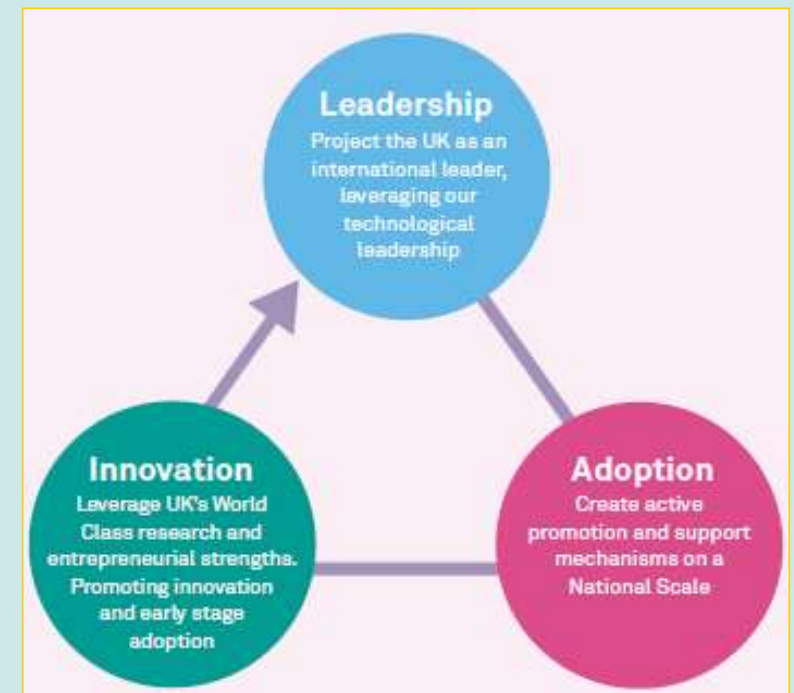 Leadership
Project the UK as an
international leader,
leveraging our
technological
leadership
Innovation
Leverage UK's World
Class research and
entrepreneurial strengths.
Promoting innovation
and early stage
adoption
Adoption
Create active
promotion and support
mechanisms on a
National Scale